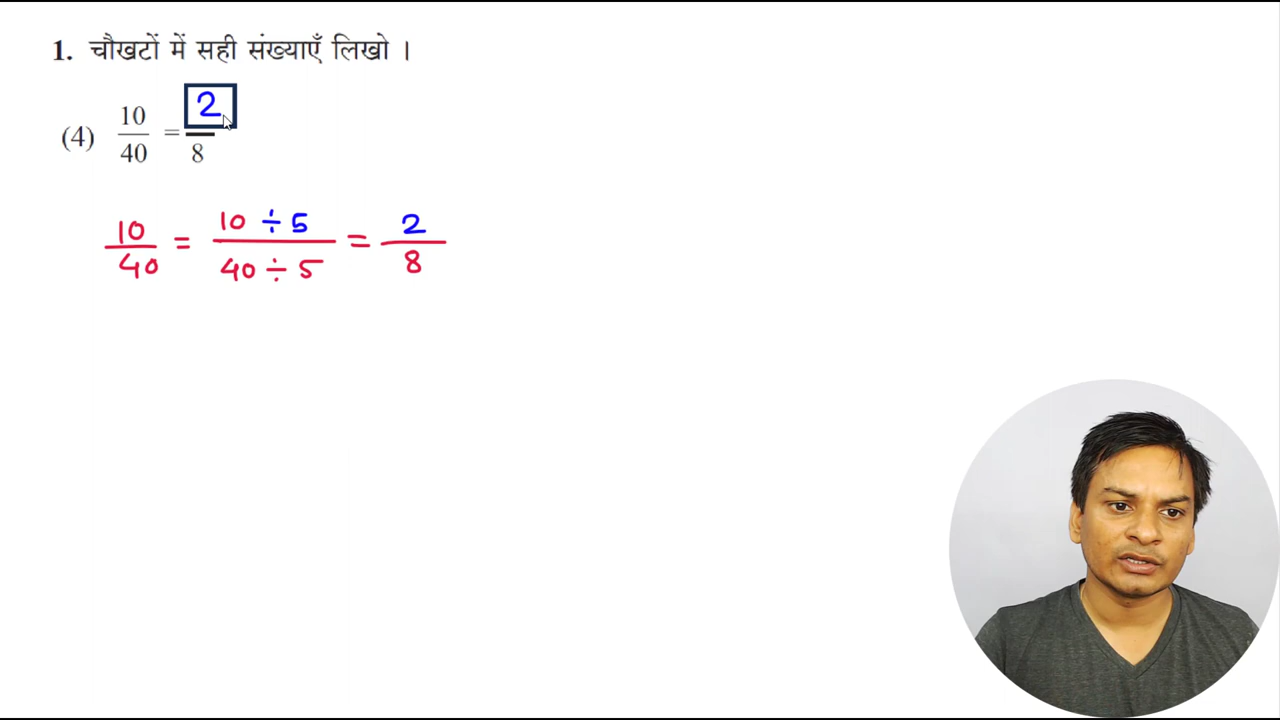 1. चौखटों में सही संख्याएँ लिखो ।
(4) 10/40 = 2/8
10/40 = 10 ÷ 5/40 ÷ 5 = 2/8